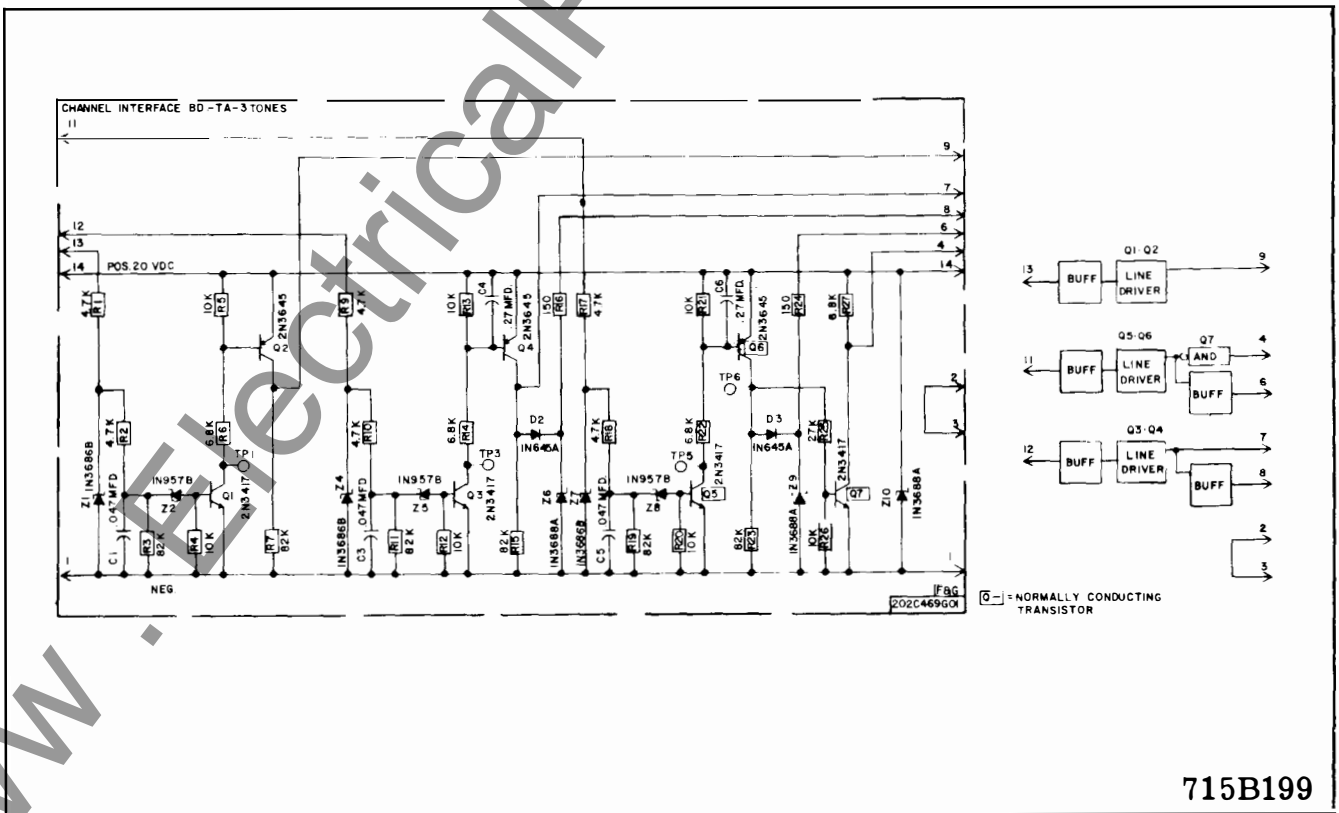 www.ElectricalP
CHANNEL INTERFACE BD-TA-3 TONES
11
9
7
8
12
6
13
4
14
POS. 20 VDC
14
4.7K
R1
10K
R5
2N3645
Q2
R9
4.7K
10K
R13
C4
.27 MFD.
2N3645
Q4
150
R16
R17
4.7K
10K
R21
C6
.27 MFD.
2N3645
Q6
150
R24
6.8K
R27
TP6
2
3
4.7K
R2
6.8K
R6
TP1
4.7K
R10
6.8K
R14
TP3
D2
IN645A
4.7K
R18
6.8K
R22
TP5
D3
IN645A
27K
R25
2N3417
Z1
IN3686B
.047MFD
C1
IN957B
Z2
Q1
2N3417
R3
82K
R4
10K
R7
82K
Z4
IN3686B
.047MFD
C3
IN957B
Z5
Q3
2N3417
R11
82K
R12
10K
82K
R15
Z6
IN3688A
Z7
IN3686B
.047MFD
C5
IN957B
Z8
Q5
2N3417
R19
82K
R20
10K
82K
R23
Z9
IN3688A
10K
R26
Q7
Z10
IN3688A
1
NEG.
F&G
202C469G01
Q- = NORMALLY CONDUCTING
TRANSISTOR
Q1-Q2
13
BUFF
LINE
DRIVER
9
Q5-Q6
Q7
11
BUFF
LINE
DRIVER
AND
4
BUFF
6
Q3-Q4
12
BUFF
LINE
DRIVER
7
BUFF
8
2
3
715B199